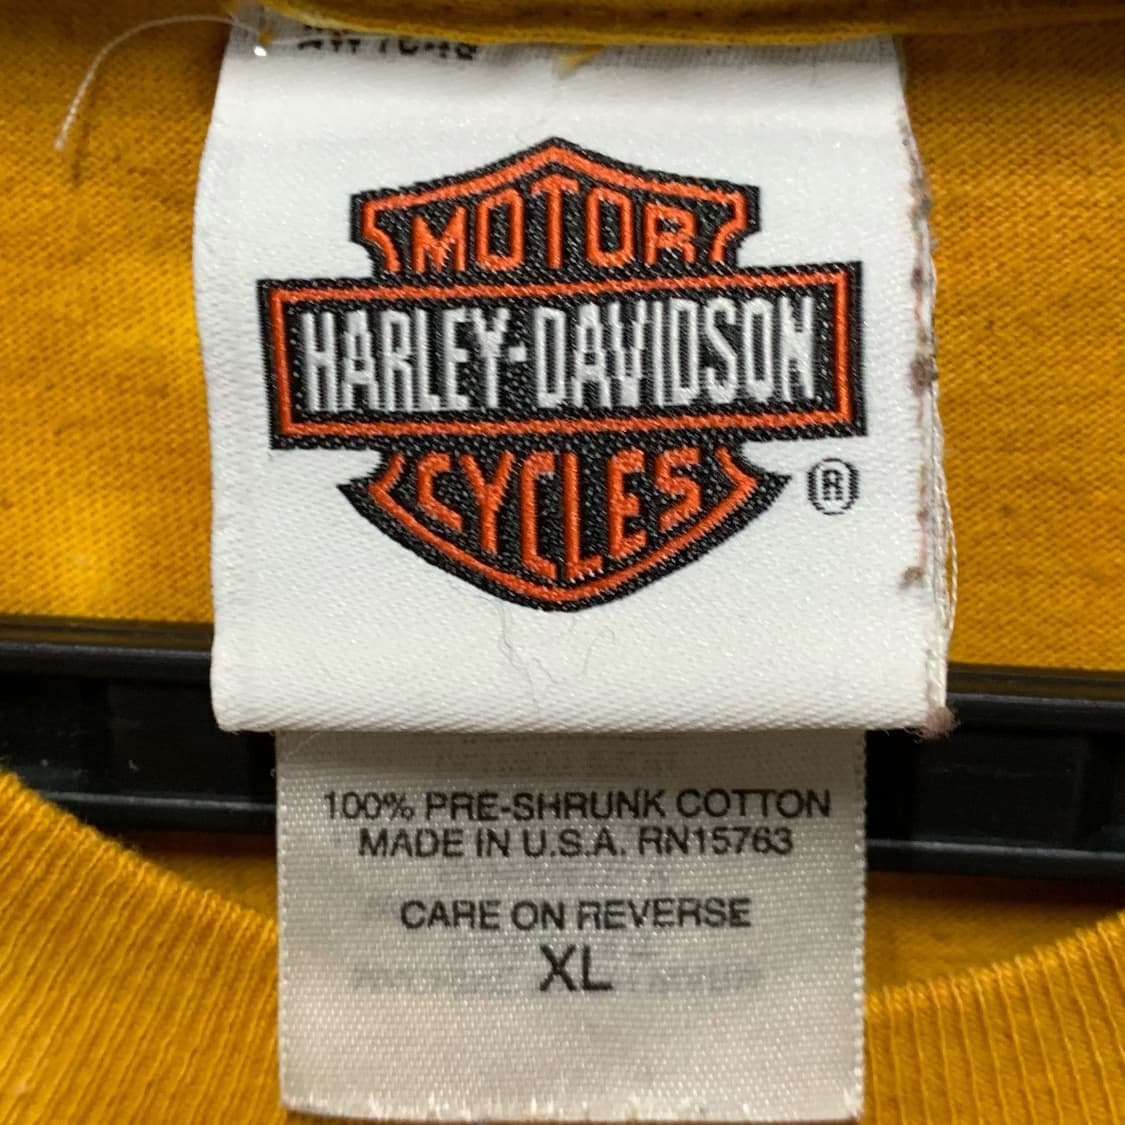 MOTOR
HARLEY-DAVIDSON
CYCLES
®
100% PRE-SHRUNK COTTON
MADE IN U.S.A. RN15763
CARE ON REVERSE
XL